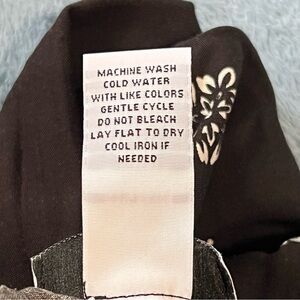 MACHINE WASH
COLD WATER
WITH LIKE COLORS
GENTLE CYCLE
DO NOT BLEACH
LAY FLAT TO DRY
COOL IRON IF
NEEDED